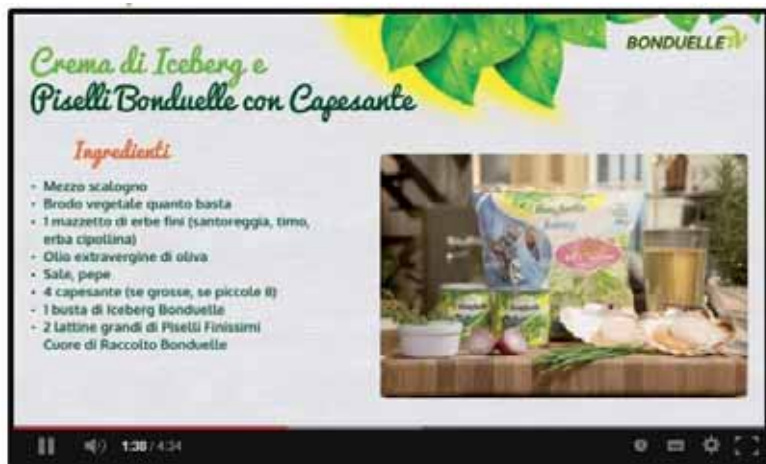 BONDUELLE TV
Crema di Iceberg e
Piselli Bonduelle con Capesante
Ingredienti
• Mezzo scalogno
• Brodo vegetale quanto basta
• 1 mazzetto di erbe fini (santoreggia, timo,
erba cipollina)
• Olio extravergine di oliva
• Sale, pepe
• 4 capesante (se grosse, se piccole 8)
• 1 busta di Iceberg Bonduelle
• 2 lattine grandi di Piselli Finissimi
Cuore di Raccolto Bonduelle
Bonduelle
1:38 / 4:34